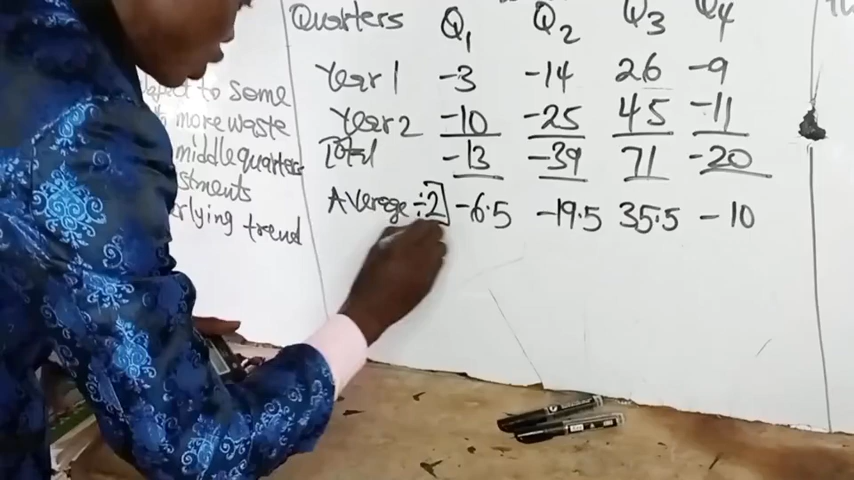 Quarters Q1 Q2 Q3 Q4
Year 1 -3 -14 26 -9
Year 2 -10 -25 45 -11
Total -13 -39 71 -20
Average ÷2 -6.5 -19.5 35.5 -10
to some
more waste
middle quarters
trend